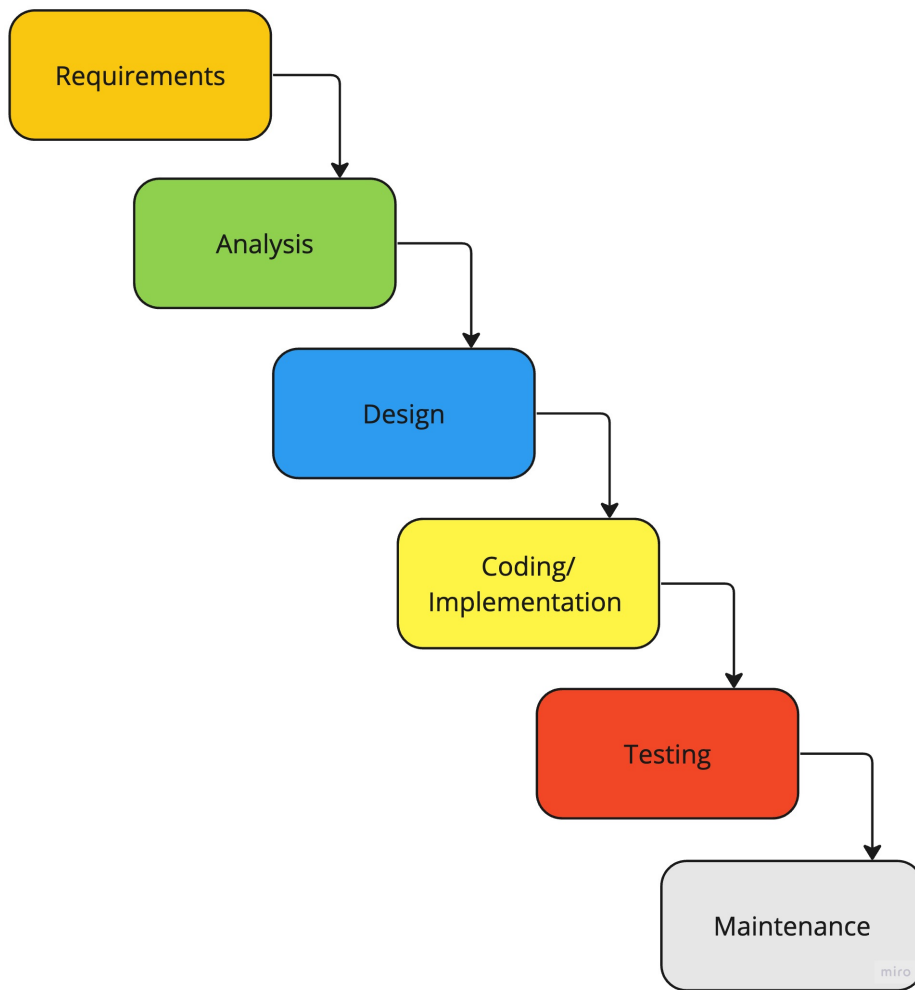 Requirements
Analysis
Design
Coding/
Implementation
Testing
Maintenance
miro